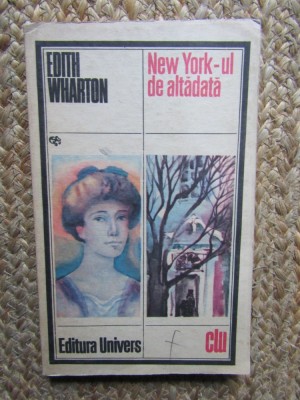 EDITH
WHARTON
New York-ul
de altădată
Editura Univers
clu